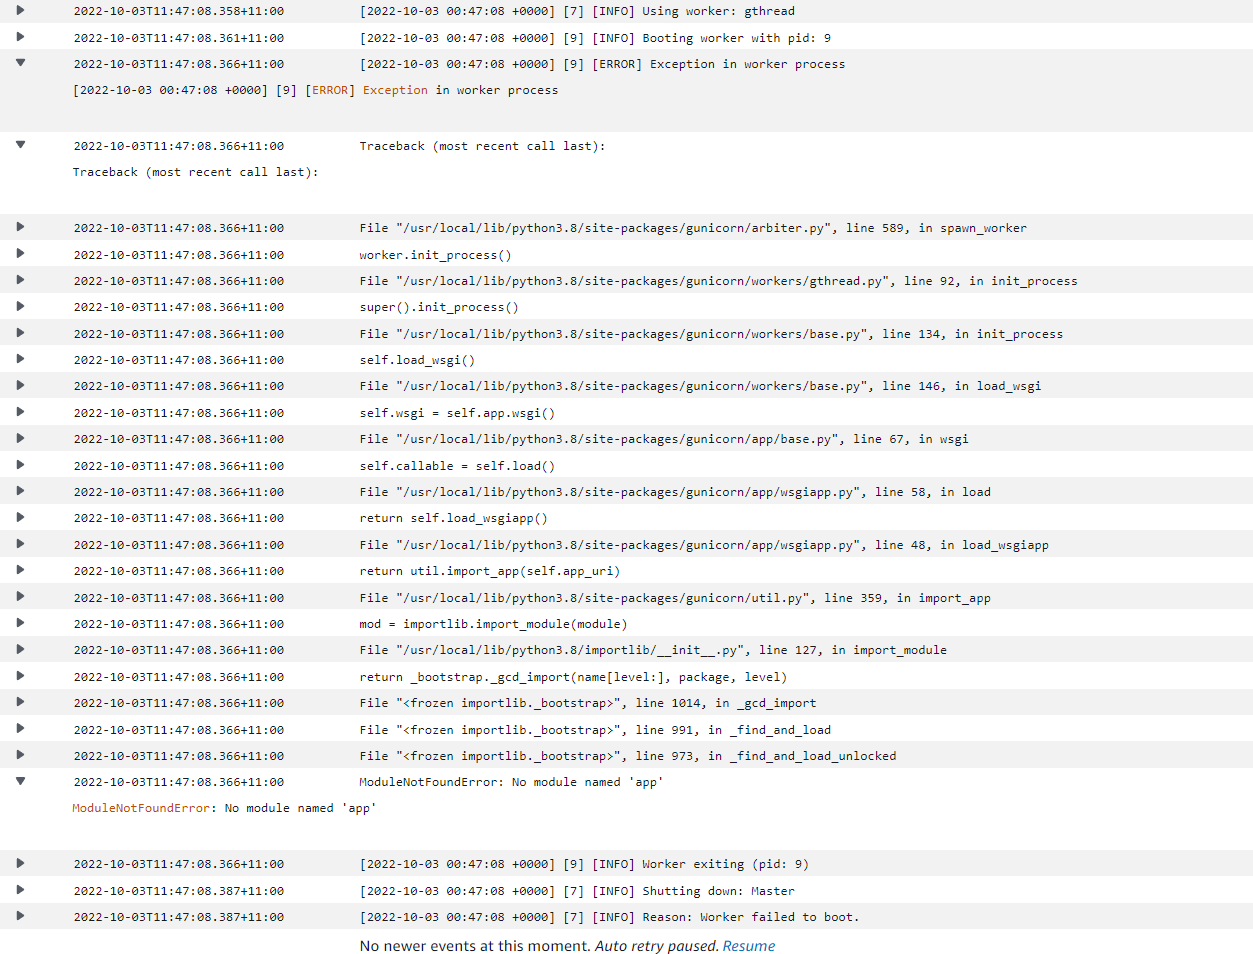 2022-10-03T11:47:08.358+11:00 [2022-10-03 00:47:08 +0000] [7] [INFO] Using worker: gthread
2022-10-03T11:47:08.361+11:00 [2022-10-03 00:47:08 +0000] [9] [INFO] Booting worker with pid: 9
2022-10-03T11:47:08.366+11:00 [2022-10-03 00:47:08 +0000] [9] [ERROR] Exception in worker process
[2022-10-03 00:47:08 +0000] [9] [ERROR] Exception in worker process
2022-10-03T11:47:08.366+11:00 Traceback (most recent call last):
Traceback (most recent call last):
2022-10-03T11:47:08.366+11:00 File "/usr/local/lib/python3.8/site-packages/gunicorn/arbiter.py", line 589, in spawn_worker
2022-10-03T11:47:08.366+11:00 worker.init_process()
2022-10-03T11:47:08.366+11:00 File "/usr/local/lib/python3.8/site-packages/gunicorn/workers/gthread.py", line 92, in init_process
2022-10-03T11:47:08.366+11:00 super().init_process()
2022-10-03T11:47:08.366+11:00 File "/usr/local/lib/python3.8/site-packages/gunicorn/workers/base.py", line 134, in init_process
2022-10-03T11:47:08.366+11:00 self.load_wsgi()
2022-10-03T11:47:08.366+11:00 File "/usr/local/lib/python3.8/site-packages/gunicorn/workers/base.py", line 146, in load_wsgi
2022-10-03T11:47:08.366+11:00 self.wsgi = self.app.wsgi()
2022-10-03T11:47:08.366+11:00 File "/usr/local/lib/python3.8/site-packages/gunicorn/app/base.py", line 67, in wsgi
2022-10-03T11:47:08.366+11:00 self.callable = self.load()
2022-10-03T11:47:08.366+11:00 File "/usr/local/lib/python3.8/site-packages/gunicorn/app/wsgiapp.py", line 58, in load
2022-10-03T11:47:08.366+11:00 return self.load_wsgiapp()
2022-10-03T11:47:08.366+11:00 File "/usr/local/lib/python3.8/site-packages/gunicorn/app/wsgiapp.py", line 48, in load_wsgiapp
2022-10-03T11:47:08.366+11:00 return util.import_app(self.app_uri)
2022-10-03T11:47:08.366+11:00 File "/usr/local/lib/python3.8/site-packages/gunicorn/util.py", line 359, in import_app
2022-10-03T11:47:08.366+11:00 mod = importlib.import_module(module)
2022-10-03T11:47:08.366+11:00 File "/usr/local/lib/python3.8/importlib/__init__.py", line 127, in import_module
2022-10-03T11:47:08.366+11:00 return _bootstrap._gcd_import(name[level:], package, level)
2022-10-03T11:47:08.366+11:00 File "<frozen importlib._bootstrap>", line 1014, in _gcd_import
2022-10-03T11:47:08.366+11:00 File "<frozen importlib._bootstrap>", line 991, in _find_and_load
2022-10-03T11:47:08.366+11:00 File "<frozen importlib._bootstrap>", line 973, in _find_and_load_unlocked
2022-10-03T11:47:08.366+11:00 ModuleNotFoundError: No module named 'app'
ModuleNotFoundError: No module named 'app'
2022-10-03T11:47:08.366+11:00 [2022-10-03 00:47:08 +0000] [9] [INFO] Worker exiting (pid: 9)
2022-10-03T11:47:08.387+11:00 [2022-10-03 00:47:08 +0000] [7] [INFO] Shutting down: Master
2022-10-03T11:47:08.387+11:00 [2022-10-03 00:47:08 +0000] [7] [INFO] Reason: Worker failed to boot.
No newer events at this moment. Auto retry paused. Resume